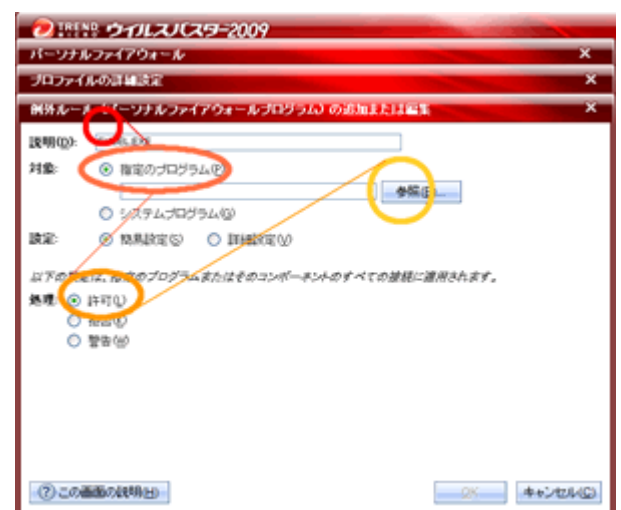 TREND MICRO ウイルスバスター2009
パーソナルファイアウォール ×
プロファイルの詳細設定 ×
例外ルール (パーソナルファイアウォールプログラム) の追加または編集 ×
説明(D):
対象: 指定のプログラム(P)
参照(B)...
システムプログラム(G)
設定: 簡易設定(S) 詳細設定(V)
以下の設定は、指定のプログラムまたはそのコンポーネントのすべての接続に適用されます。
処理: 許可(L)
拒否(K)
警告(W)
この画面の説明(H) OK キャンセル(C)